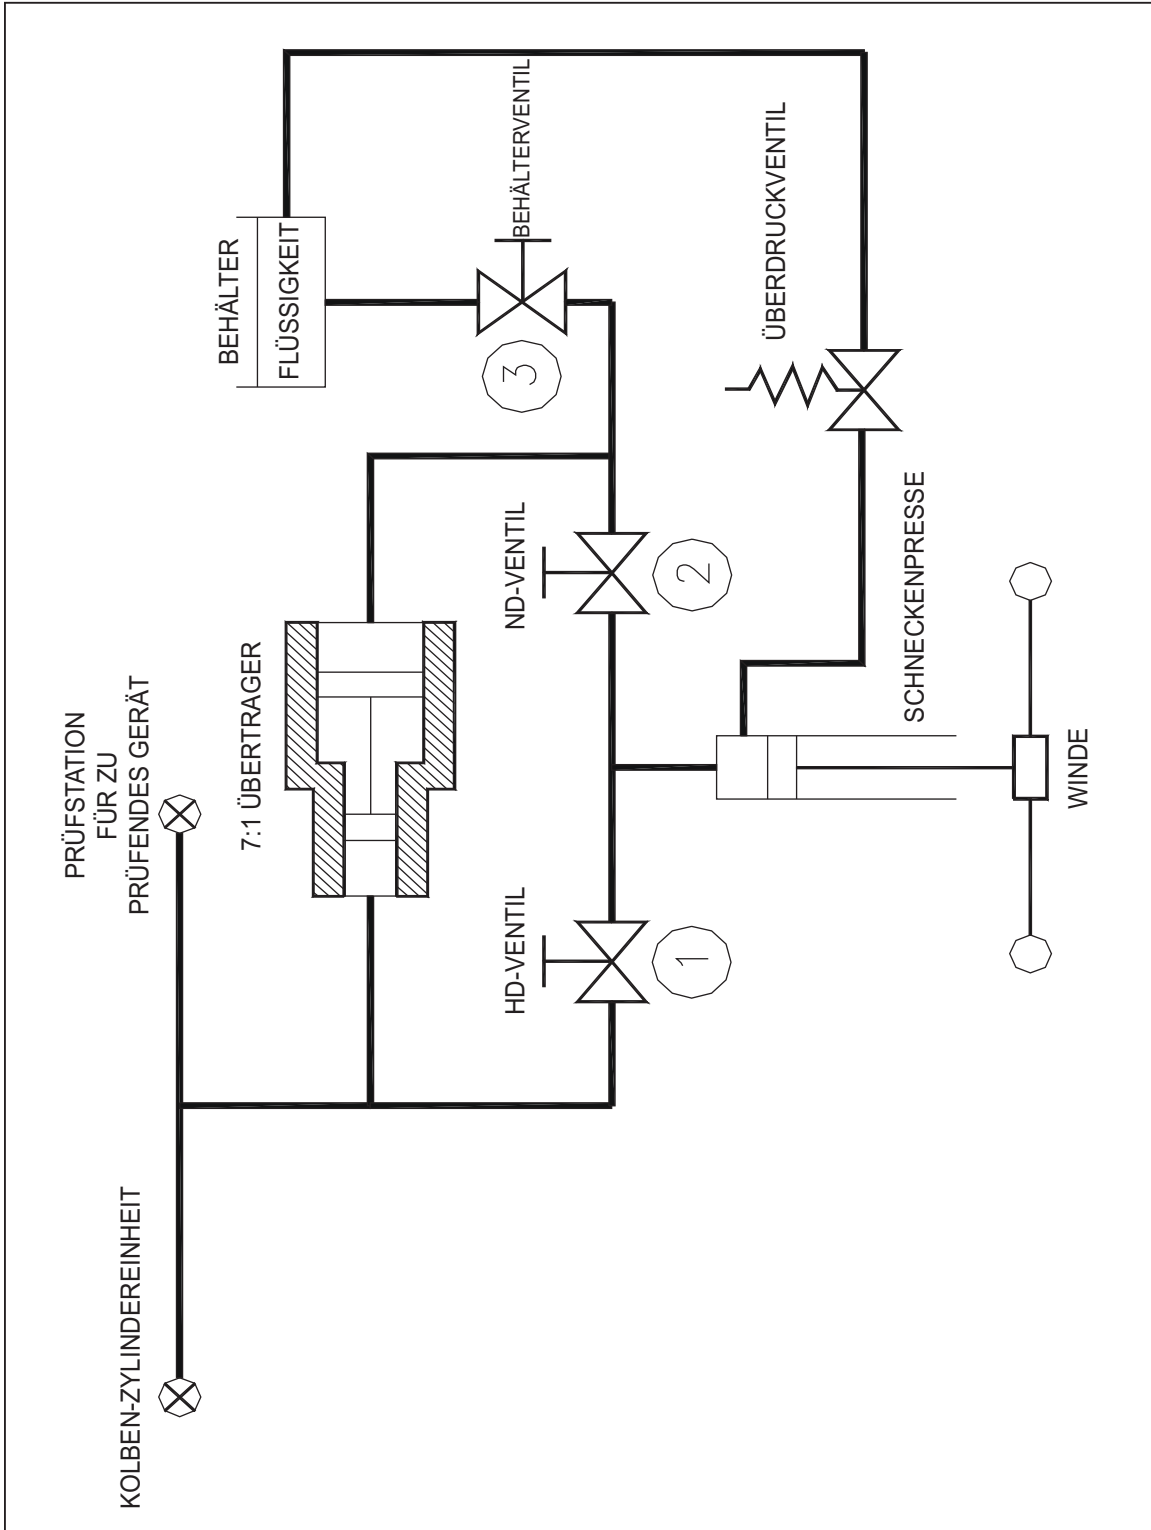 KOLBEN-ZYLINDEREINHEIT
PRÜFSTATION
FÜR ZU
PRÜFENDES GERÄT
7:1 ÜBERTRAGER
BEHÄLTER
FLÜSSIGKEIT
BEHÄLTERVENTIL
3
HD-VENTIL
1
ND-VENTIL
2
ÜBERDRUCKVENTIL
SCHNECKENPRESSE
WINDE